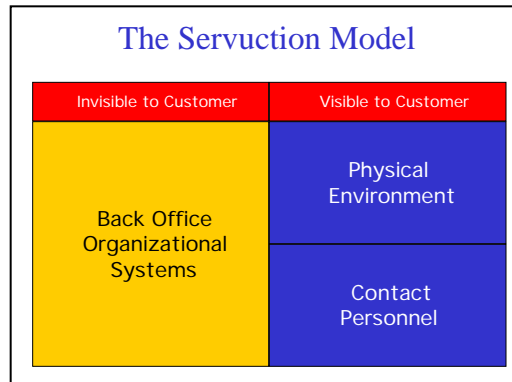 The Servuction Model
Invisible to Customer
Visible to Customer
Back Office
Organizational
Systems
Physical
Environment
Contact
Personnel